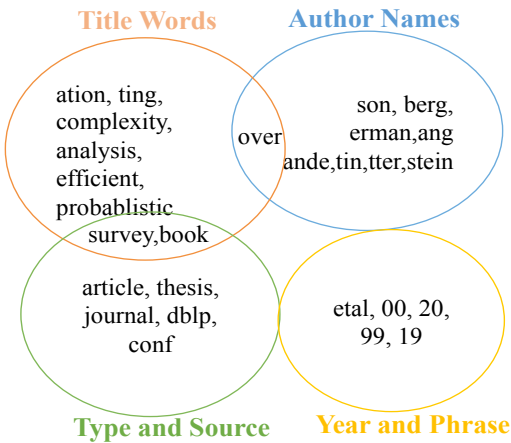 Title Words
Author Names
ation, ting,
complexity,
analysis,
efficient,
probablistic
over
son, berg,
erman,ang
ande,tin,tter,stein
survey,book
article, thesis,
journal, dblp,
conf
etal, 00, 20,
99, 19
Type and Source
Year and Phrase